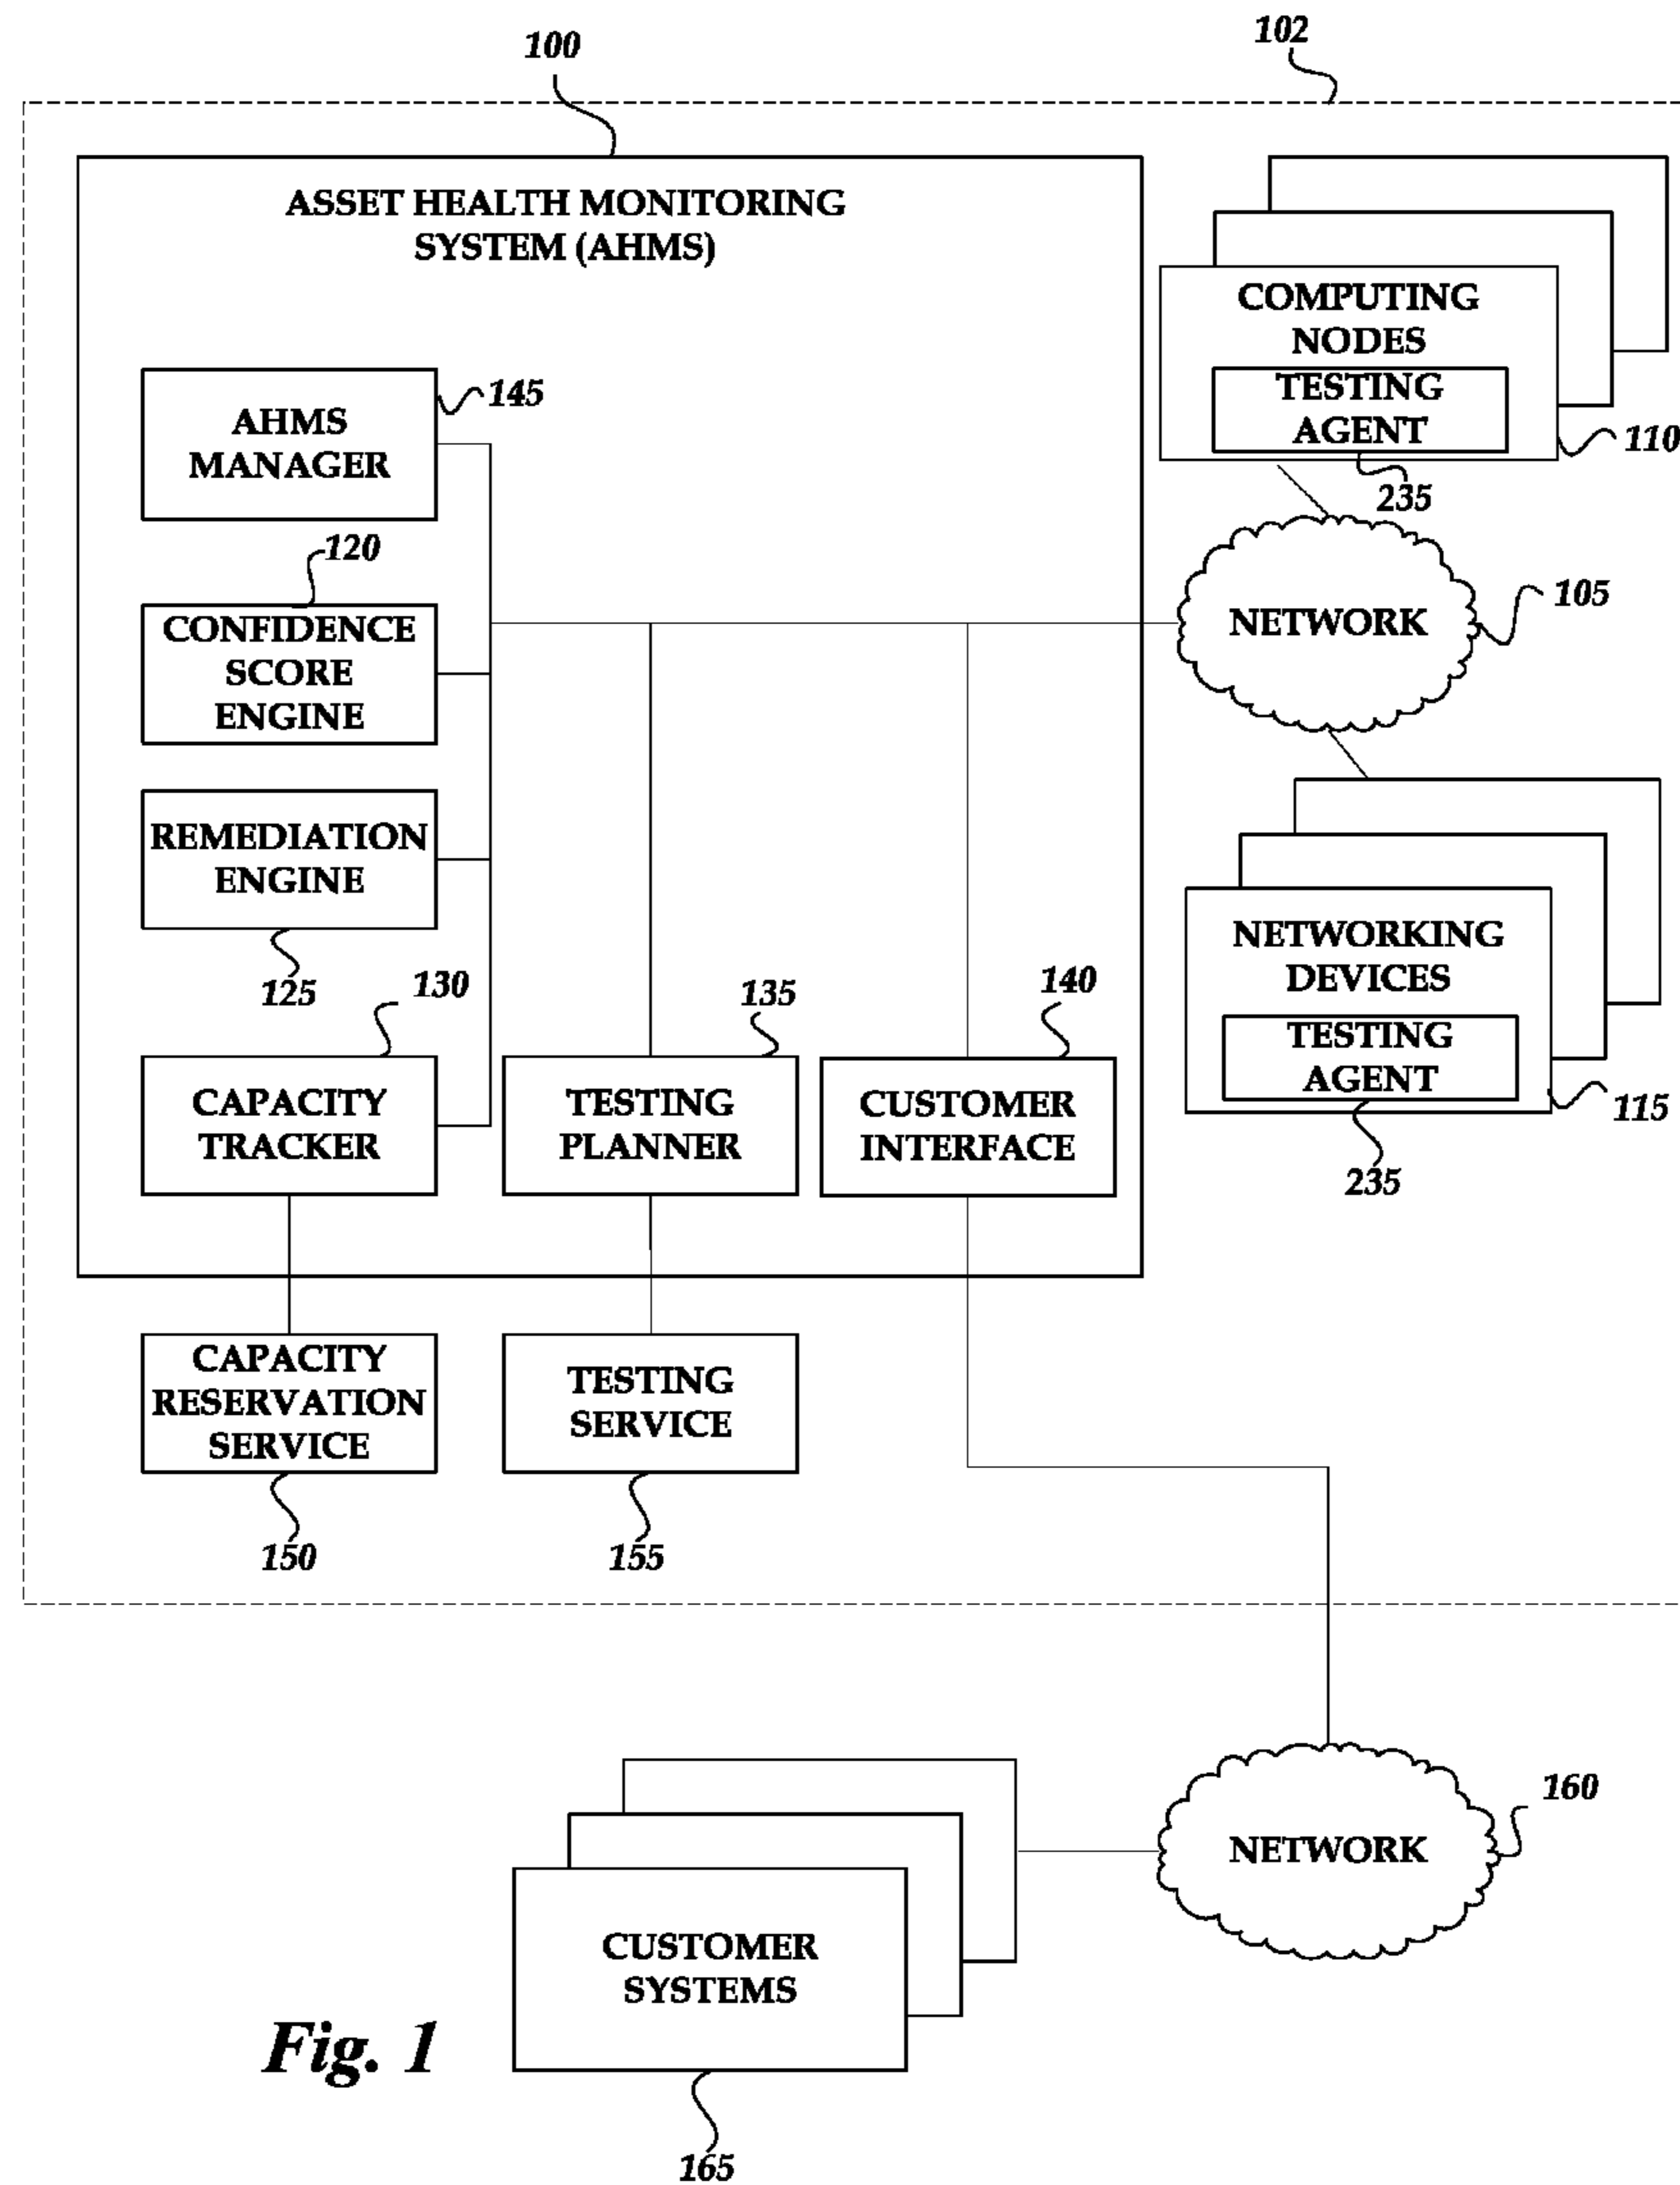 100
102
ASSET HEALTH MONITORING
SYSTEM (AHMS)
COMPUTING
NODES
TESTING
AGENT
110
235
AHMS
MANAGER
145
120
CONFIDENCE
SCORE
ENGINE
NETWORK
105
REMEDIATION
ENGINE
125
NETWORKING
DEVICES
TESTING
AGENT
115
235
130
CAPACITY
TRACKER
135
TESTING
PLANNER
140
CUSTOMER
INTERFACE
CAPACITY
RESERVATION
SERVICE
150
TESTING
SERVICE
155
NETWORK
160
CUSTOMER
SYSTEMS
165
Fig. 1